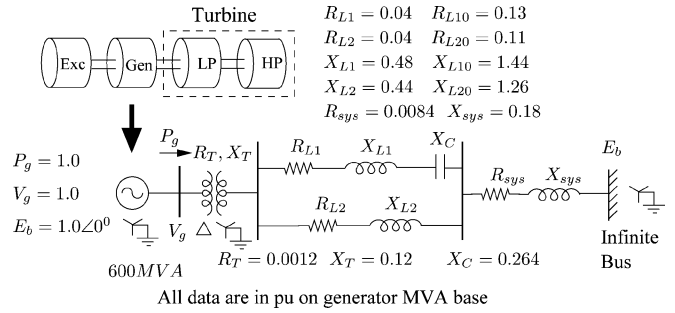 Turbine
Exc Gen LP HP
R_{L1} = 0.04 R_{L10} = 0.13
R_{L2} = 0.04 R_{L20} = 0.11
X_{L1} = 0.48 X_{L10} = 1.44
X_{L2} = 0.44 X_{L20} = 1.26
R_{sys} = 0.0084 X_{sys} = 0.18
P_g = 1.0
V_g = 1.0
E_b = 1.0∠0^0
P_g
R_T, X_T
R_{L1} X_{L1} X_C
R_{L2} X_{L2}
R_{sys} X_{sys}
E_b
V_g △
600MVA
R_T = 0.0012 X_T = 0.12 X_C = 0.264
Infinite
Bus
All data are in pu on generator MVA base